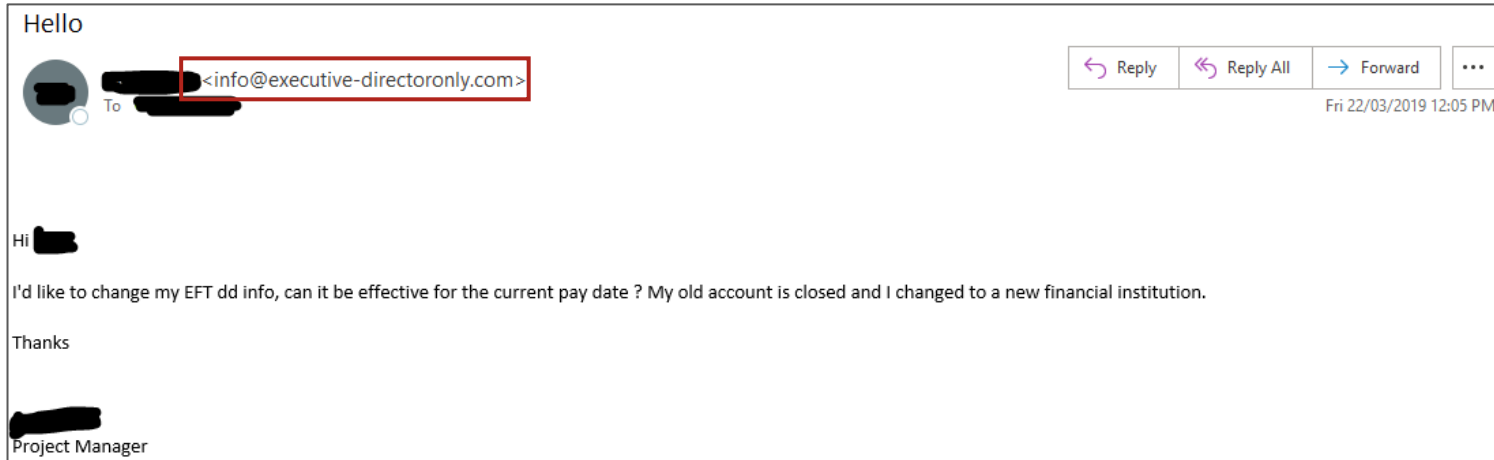 Hello
<info@executive-directoronly.com>
To
Reply
Reply All
Forward
Fri 22/03/2019 12:05 PM
Hi
I'd like to change my EFT dd info, can it be effective for the current pay date ? My old account is closed and I changed to a new financial institution.
Thanks
Project Manager